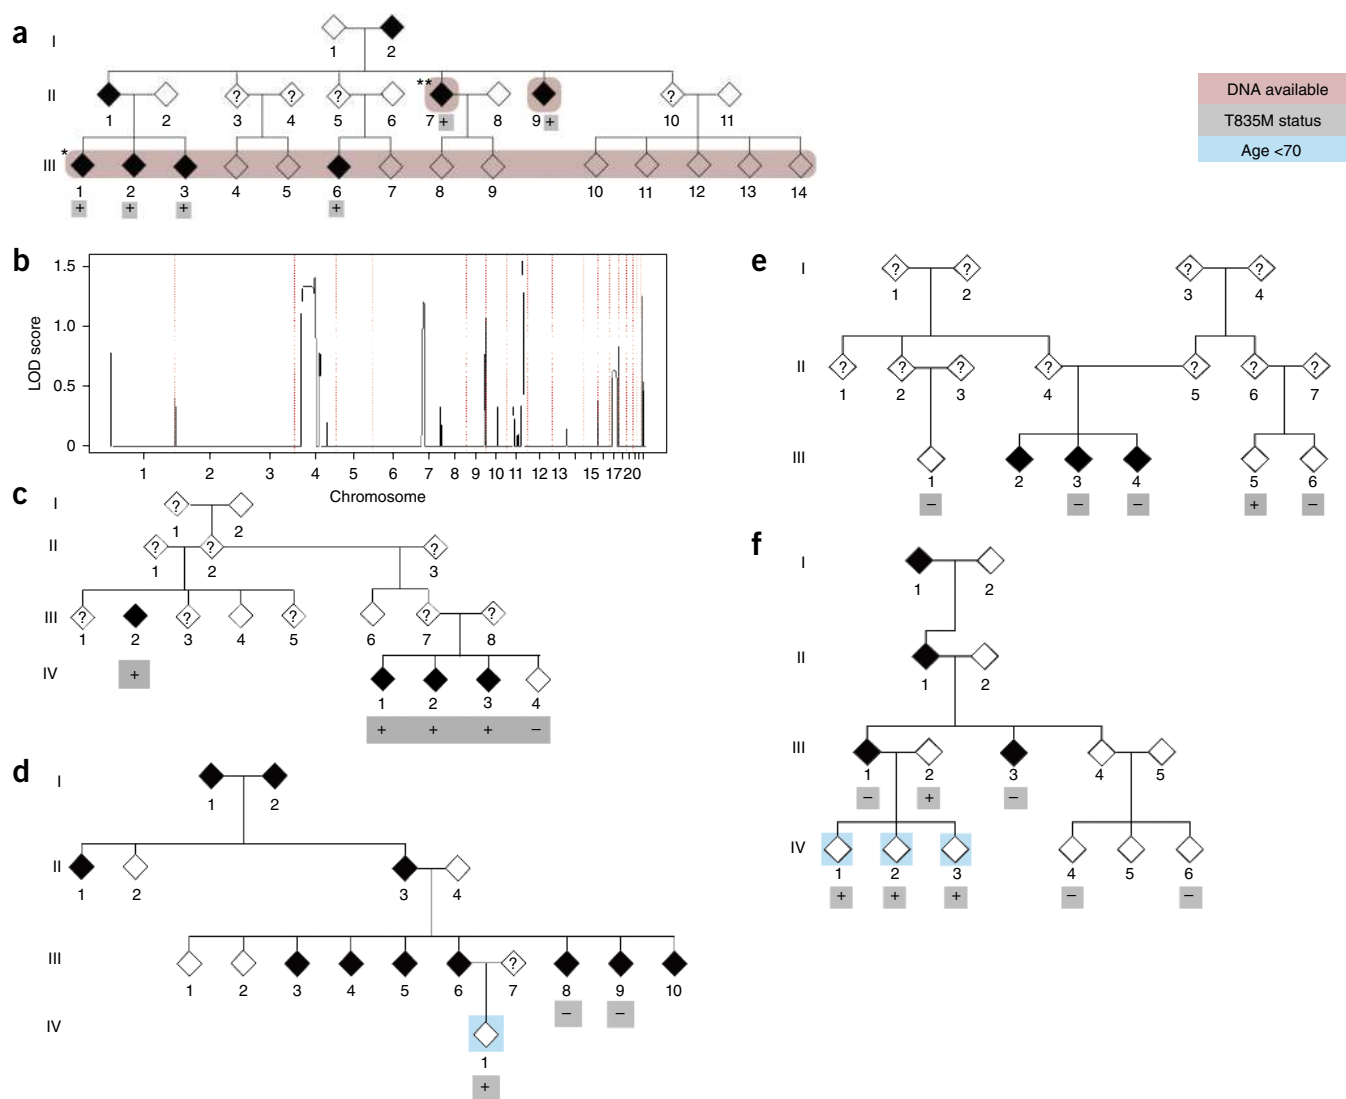 a
I
1 2
II
? ? ? ** ?
1 2 3 4 5 6 7 + 8 9 + 10 11
*
III
1 2 3 4 5 6 7 8 9 10 11 12 13 14
+ + + +
DNA available
T835M status
Age <70
b
1.5
1.0
0.5
0
LOD score
1 2 3 4 5 6 7 8 9 10 11 12 13 15 17 20
Chromosome
c
I
?
1 2
II
? ? ?
1 2 3
III
? ? ? ? ?
1 2 3 4 5 6 7 8
IV
+
1 2 3 4
+ + + −
d
I
1 2
II
1 2 3 4
III
?
1 2 3 4 5 6 7 8 9 10
− −
IV
1
+
e
I
? ? ? ?
1 2 3 4
II
? ? ? ? ? ? ?
1 2 3 4 5 6 7
III
1 2 3 4 5 6
− − − + −
f
I
1 2
II
1 2
III
1 2 3 4 5
− + −
IV
1 2 3 4 5 6
+ + + − −